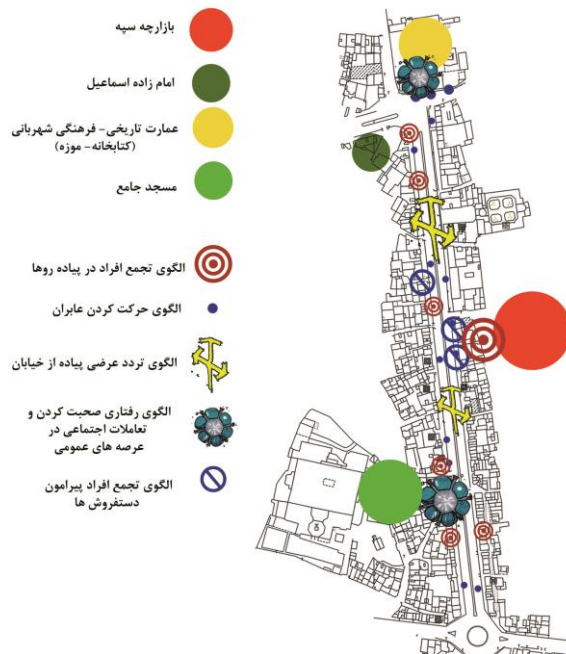 بازارچه سپه
امام زاده اسماعیل
عمارت تاریخی- فرهنگی شهربانی
(کتابخانه- موزه)
مسجد جامع
الگوی تجمع افراد در پیاده روها
الگوی حرکت کردن عابران
الگوی تردد عرضی پیاده از خیابان
الگوی رفتاری صحبت کردن و
تعاملات اجتماعی در
عرصه های عمومی
الگوی تجمع افراد پیرامون
دستفروش ها